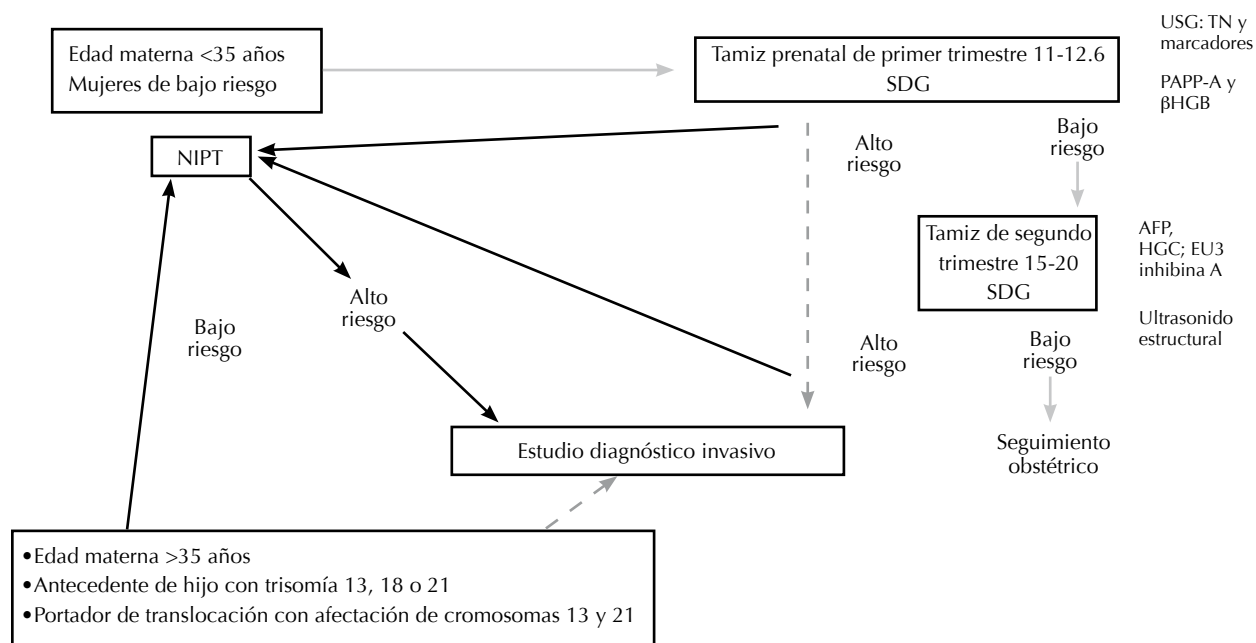 Edad materna <35 años
Mujeres de bajo riesgo
Tamiz prenatal de primer trimestre 11-12.6
SDG
USG: TN y
marcadores
PAPP-A y
βHGB
NIPT
Alto
riesgo
Bajo
riesgo
Tamiz de segundo
trimestre 15-20
SDG
AFP,
HGC; EU3
inhibina A
Ultrasonido
estructural
Alto
riesgo
Bajo
riesgo
Alto
riesgo
Bajo
riesgo
Estudio diagnóstico invasivo
Seguimiento
obstétrico
•Edad materna >35 años
•Antecedente de hijo con trisomía 13, 18 o 21
•Portador de translocación con afectación de cromosomas 13 y 21